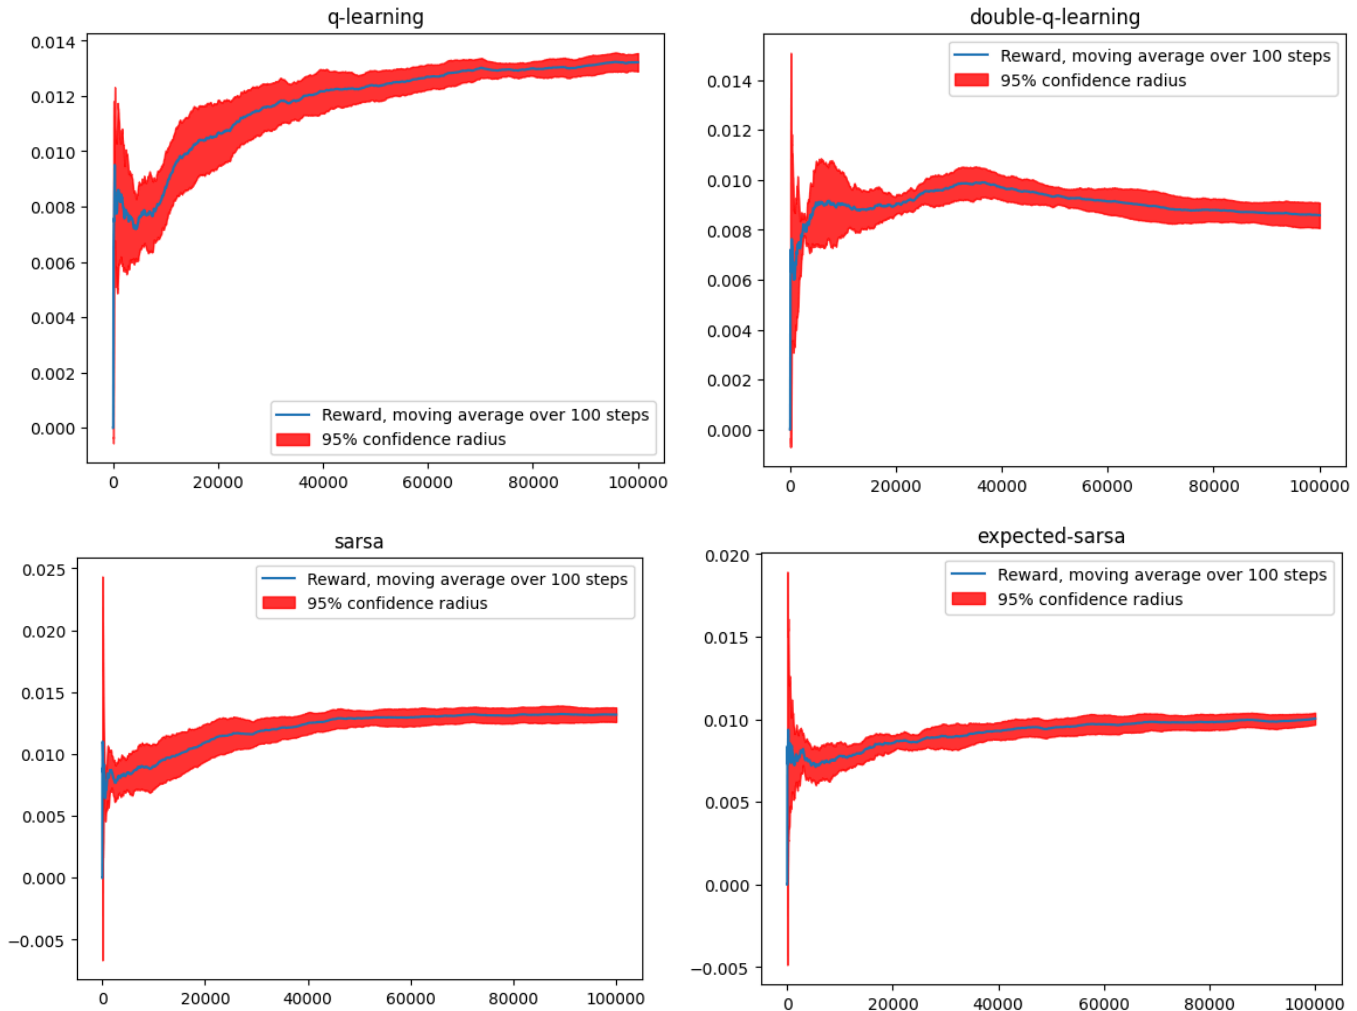 q-learning
0.014
0.012
0.010
0.008
0.006
0.004
0.002
0.000
Reward, moving average over 100 steps
95% confidence radius
0 20000 40000 60000 80000 100000
double-q-learning
Reward, moving average over 100 steps
95% confidence radius
0.014
0.012
0.010
0.008
0.006
0.004
0.002
0.000
0 20000 40000 60000 80000 100000
sarsa
Reward, moving average over 100 steps
95% confidence radius
0.025
0.020
0.015
0.010
0.005
0.000
−0.005
0 20000 40000 60000 80000 100000
expected-sarsa
Reward, moving average over 100 steps
95% confidence radius
0.020
0.015
0.010
0.005
0.000
−0.005
0 20000 40000 60000 80000 100000